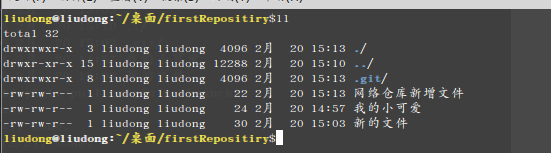 liudong@liudong:~/桌面/firstRepositiry$ll
total 32
drwxrwxr-x  3 liudong liudong  4096 2月  20 15:13 ./
drwxr-xr-x 15 liudong liudong 12288 2月  20 15:10 ../
drwxrwxr-x  8 liudong liudong  4096 2月  20 15:13 .git/
-rw-rw-r--  1 liudong liudong    22 2月  20 15:13 网络仓库新增文件
-rw-rw-r--  1 liudong liudong    24 2月  20 14:57 我的小可爱
-rw-rw-r--  1 liudong liudong    30 2月  20 15:03 新的文件
liudong@liudong:~/桌面/firstRepositiry$